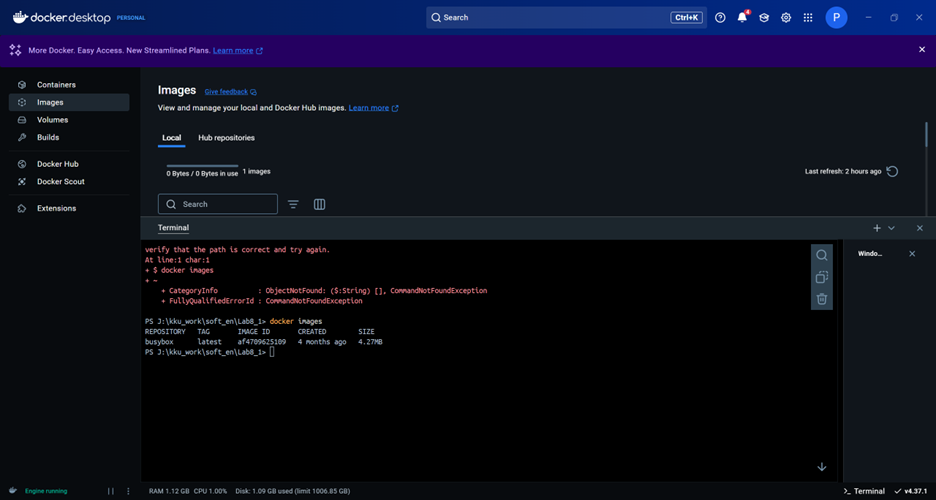 docker.desktop PERSONAL
Search Ctrl+K
4
P
More Docker. Easy Access. New Streamlined Plans. Learn more
Containers
Images
Volumes
Builds
Docker Hub
Docker Scout
Extensions
Images Give feedback
View and manage your local and Docker Hub images. Learn more
Local Hub repositories
0 Bytes / 0 Bytes in use 1 images
Last refresh: 2 hours ago
Search
Terminal
Windo...
verify that the path is correct and try again.
At line:1 char:1
+ $ docker images
+ ~
    + CategoryInfo          : ObjectNotFound: ($:String) [], CommandNotFoundException
    + FullyQualifiedErrorId : CommandNotFoundException
PS J:\kku_work\soft_en\Lab8_1> docker images
REPOSITORY   TAG       IMAGE ID       CREATED        SIZE
busybox      latest    af4709625109   4 months ago   4.27MB
PS J:\kku_work\soft_en\Lab8_1>
Engine running
RAM 1.12 GB CPU 1.00% Disk: 1.09 GB used (limit 1006.85 GB)
>_ Terminal v4.37.1